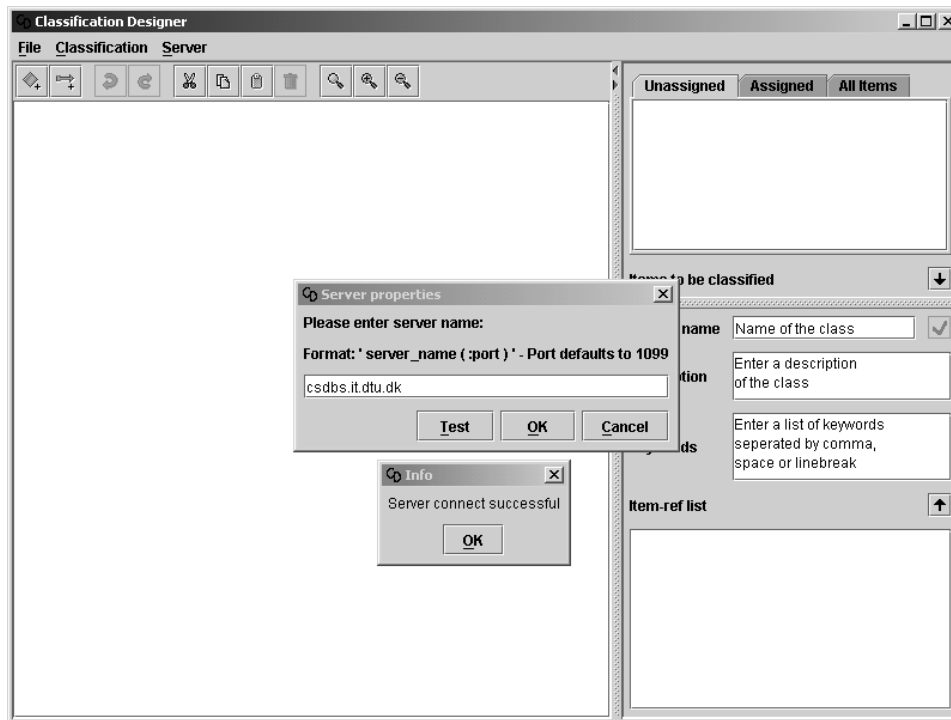 CD Classification Designer
File Classification Server
Unassigned Assigned All Items
to be classified
CD Server properties
Please enter server name:
Format: ' server_name ( :port ) ' - Port defaults to 1099
csdbs.it.dtu.dk
Test OK Cancel
name Name of the class
Enter a description
of the class
Enter a list of keywords
seperated by comma,
space or linebreak
CD Info
Server connect successful
OK
Item-ref list